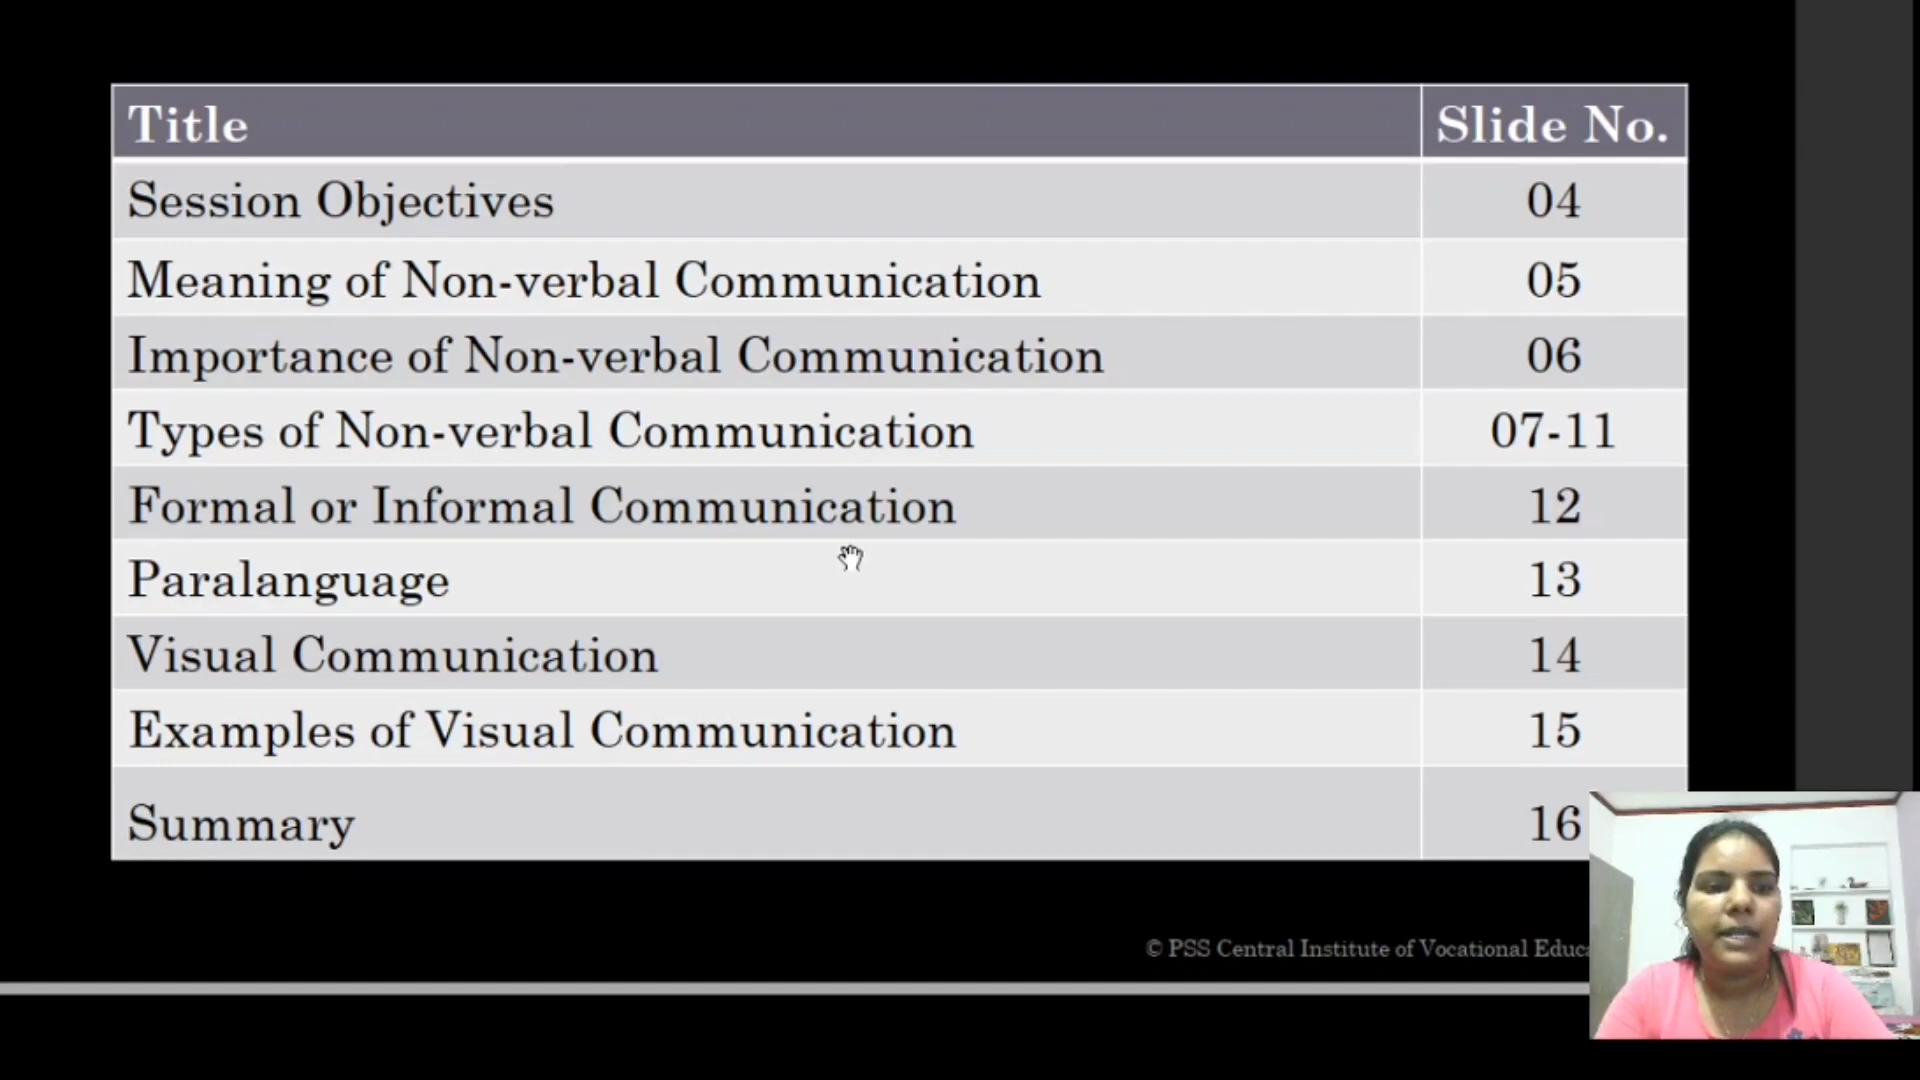 Title Slide No.
Session Objectives 04
Meaning of Non-verbal Communication 05
Importance of Non-verbal Communication 06
Types of Non-verbal Communication 07-11
Formal or Informal Communication 12
Paralanguage 13
Visual Communication 14
Examples of Visual Communication 15
Summary 16
© PSS Central Institute of Vocational